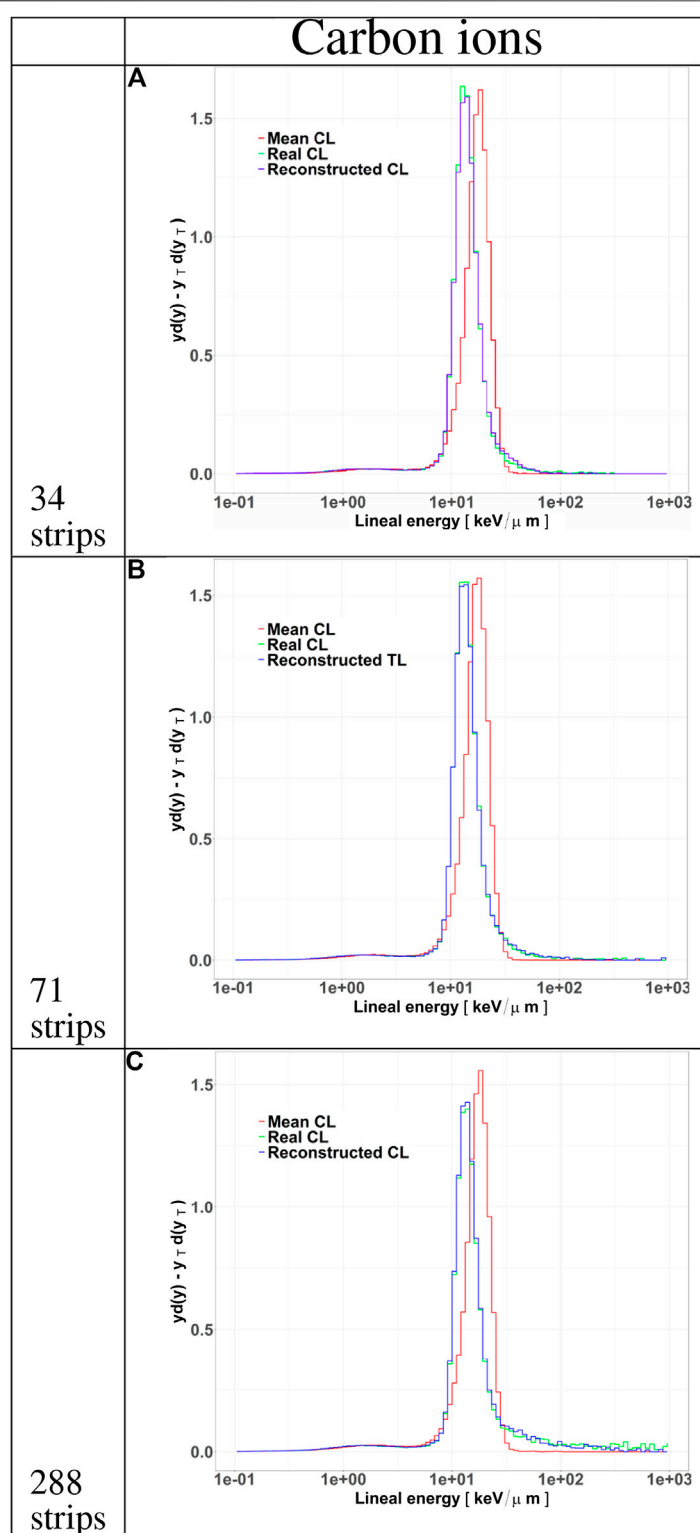 Carbon ions
A
34
strips
yd(y) - y T d(y T )
1.5
1.0
0.5
0.0
- Mean CL
- Real CL
- Reconstructed CL
1e-01 1e+00 1e+01 1e+02 1e+03
Lineal energy [ keV/μ m ]
B
71
strips
yd(y) - y T d(y T )
1.5
1.0
0.5
0.0
- Mean CL
- Real CL
- Reconstructed TL
1e-01 1e+00 1e+01 1e+02 1e+03
Lineal energy [ keV/μ m ]
C
288
strips
yd(y) - y T d(y T )
1.5
1.0
0.5
0.0
- Mean CL
- Real CL
- Reconstructed CL
1e-01 1e+00 1e+01 1e+02 1e+03
Lineal energy [ keV/μ m ]